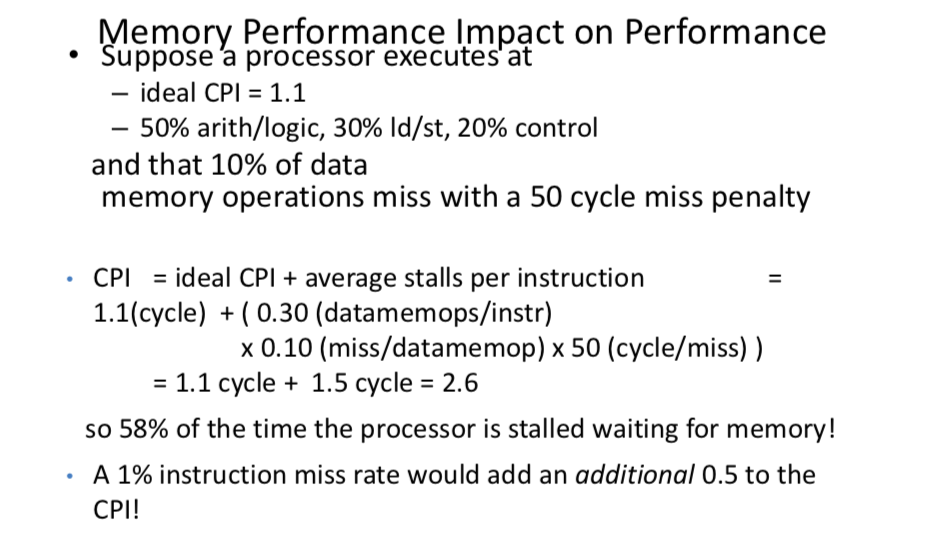 Memory Performance Impact on Performance
• Suppose a processor executes at
– ideal CPI = 1.1
– 50% arith/logic, 30% ld/st, 20% control
and that 10% of data
memory operations miss with a 50 cycle miss penalty
• CPI = ideal CPI + average stalls per instruction =
1.1(cycle) + ( 0.30 (datamemops/instr)
x 0.10 (miss/datamemop) x 50 (cycle/miss) )
= 1.1 cycle + 1.5 cycle = 2.6
so 58% of the time the processor is stalled waiting for memory!
• A 1% instruction miss rate would add an additional 0.5 to the
CPI!